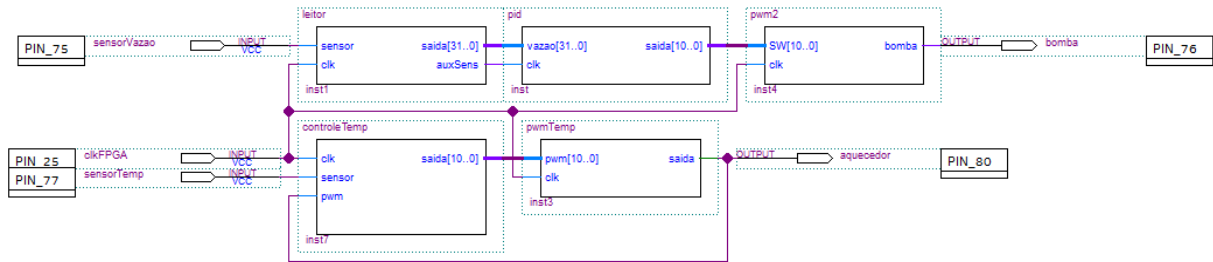 leitor
pid
pwm2
PIN_75
sensorVazao
INPUT
VCC
sensor
saida[31..0]
vazao[31..0]
saida[10..0]
SW[10..0]
bomba
OUTPUT
bomba
PIN_76
clk
auxSens
clk
clk
inst1
inst
inst4
controleTemp
pwmTemp
PIN_25
clkFPGA
INPUT
VCC
clk
saida[10..0]
pwm[10..0]
saida
OUTPUT
aquecedor
PIN_80
PIN_77
sensorTemp
INPUT
VCC
sensor
clk
pwm
inst3
inst7